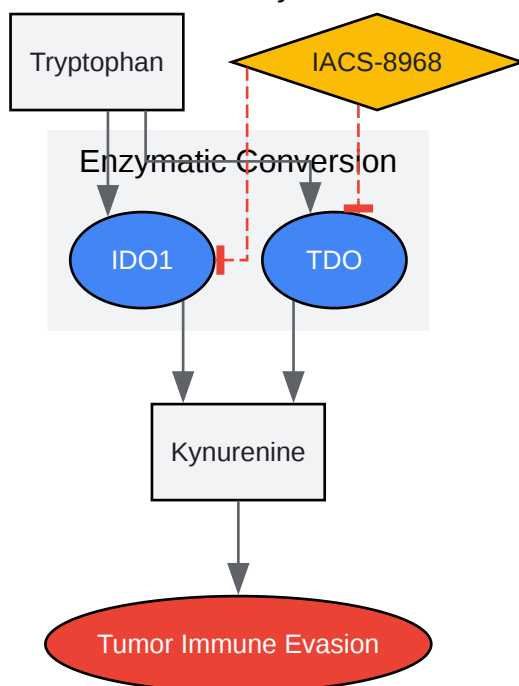 Tryptophan
IACS-8968
Enzymatic Conversion
IDO1
TDO
Kynurenine
Tumor Immune Evasion